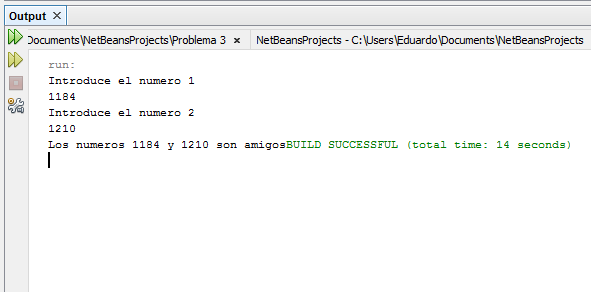 Output ×
Documents\NetBeansProjects\Problema 3 × NetBeansProjects - C:\Users\Eduardo\Documents\NetBeansProjects
run:
Introduce el numero 1
1184
Introduce el numero 2
1210
Los numeros 1184 y 1210 son amigosBUILD SUCCESSFUL (total time: 14 seconds)